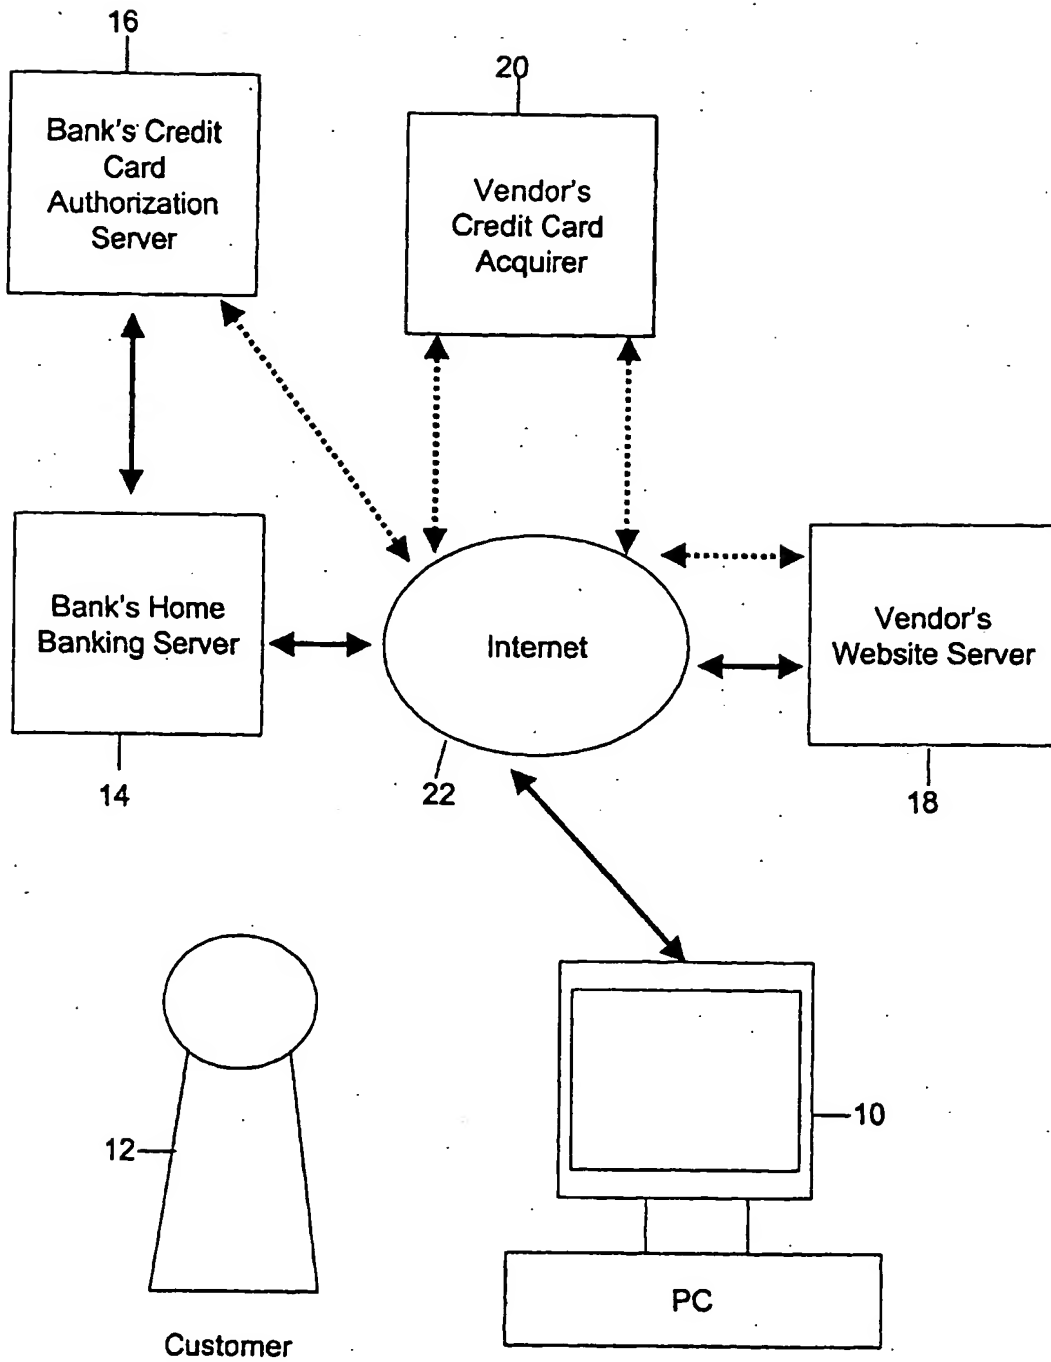 16
Bank's Credit
Card
Authorization
Server
20
Vendor's
Credit Card
Acquirer
Bank's Home
Banking Server
14
Internet
22
Vendor's
Website Server
18
12
Customer
10
PC